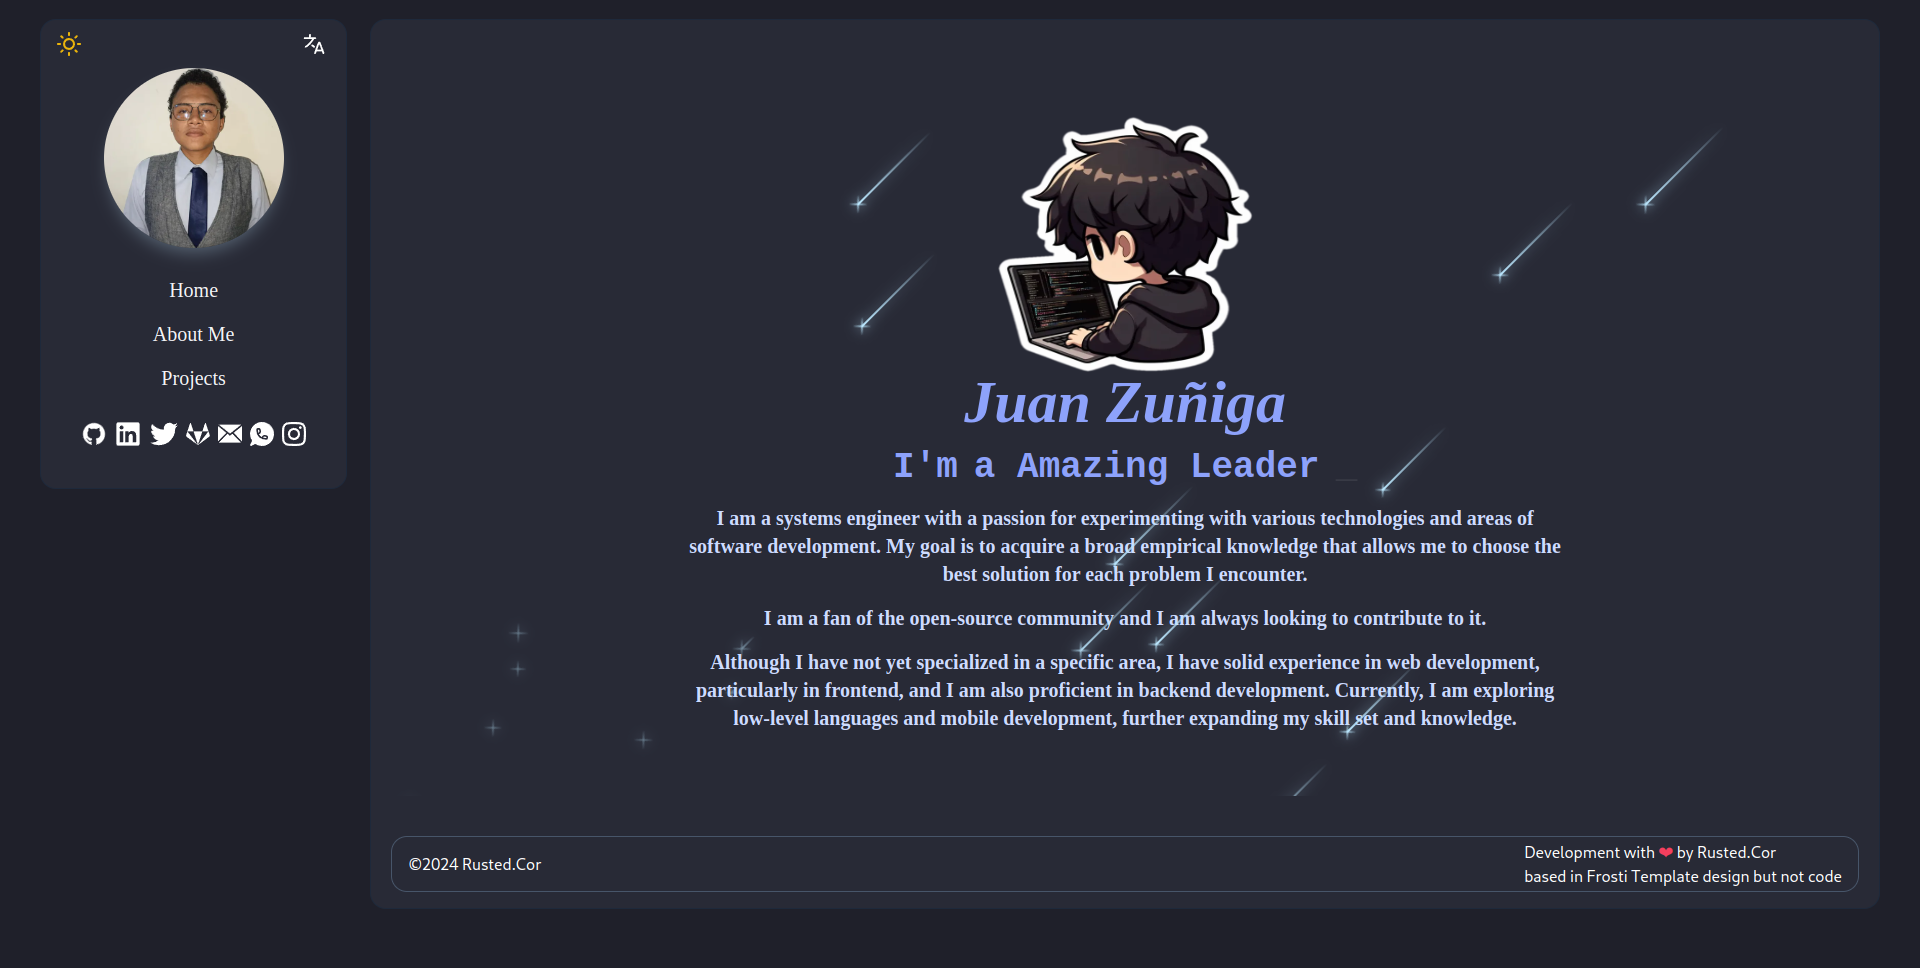 Home
About Me
Projects
Juan Zuñiga
I'm a Amazing Leader _
I am a systems engineer with a passion for experimenting with various technologies and areas of
software development. My goal is to acquire a broad empirical knowledge that allows me to choose the
best solution for each problem I encounter.
I am a fan of the open-source community and I am always looking to contribute to it.
Although I have not yet specialized in a specific area, I have solid experience in web development,
particularly in frontend, and I am also proficient in backend development. Currently, I am exploring
low-level languages and mobile development, further expanding my skill set and knowledge.
©2024 Rusted.Cor
Development with ❤ by Rusted.Cor
based in Frosti Template design but not code